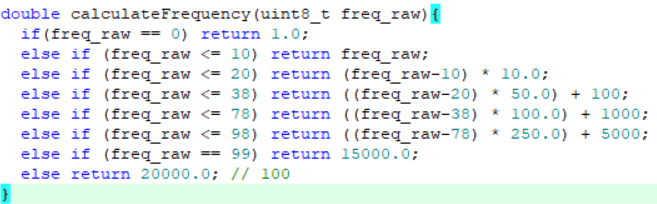 double calculateFrequency(uint8_t freq_raw){
if(freq_raw == 0) return 1.0;
else if (freq_raw <= 10) return freq_raw;
else if (freq_raw <= 20) return (freq_raw-10) * 10.0;
else if (freq_raw <= 38) return ((freq_raw-20) * 50.0) + 100;
else if (freq_raw <= 78) return ((freq_raw-38) * 100.0) + 1000;
else if (freq_raw <= 98) return ((freq_raw-78) * 250.0) + 5000;
else if (freq_raw == 99) return 15000.0;
else return 20000.0; // 100
}